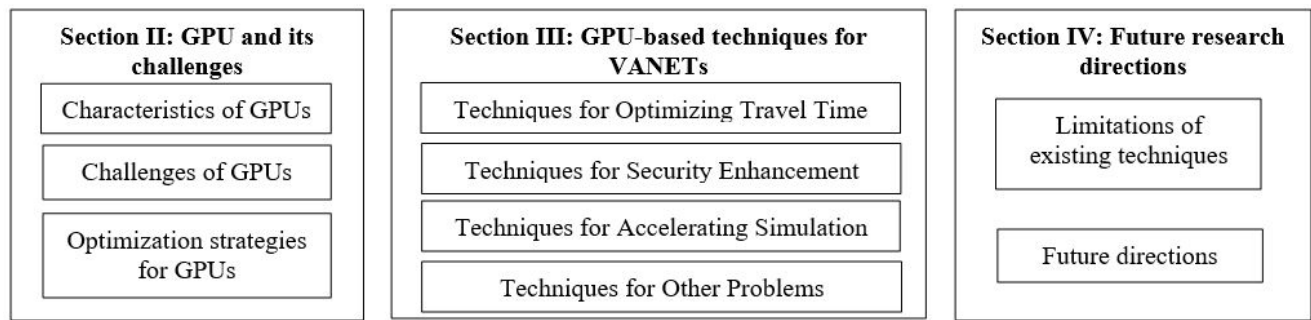 Section II: GPU and its
challenges
Characteristics of GPUs
Challenges of GPUs
Optimization strategies
for GPUs
Section III: GPU-based techniques for
VANETs
Techniques for Optimizing Travel Time
Techniques for Security Enhancement
Techniques for Accelerating Simulation
Techniques for Other Problems
Section IV: Future research
directions
Limitations of
existing techniques
Future directions